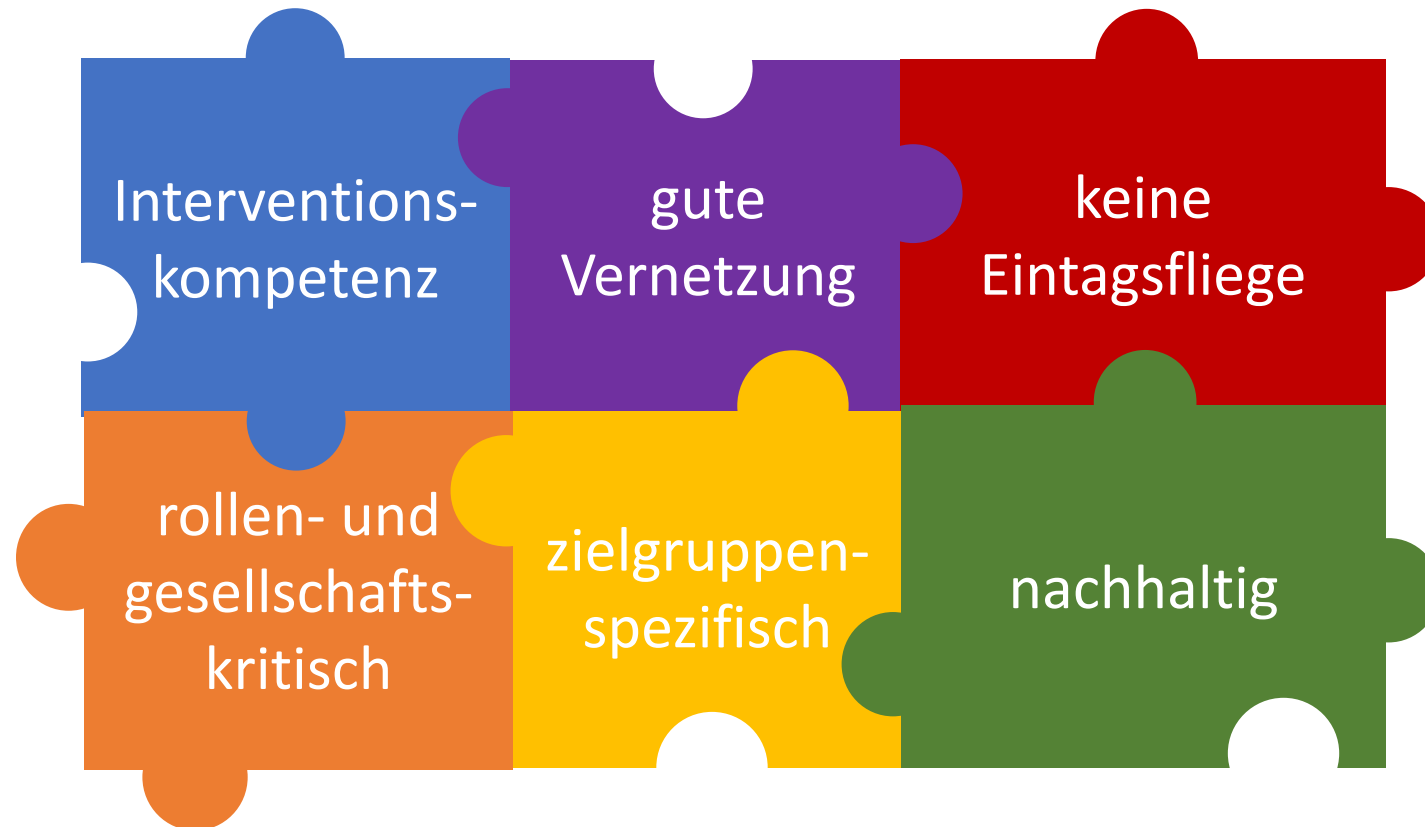 Interventions-
kompetenz
gute
Vernetzung
keine
Eintagsfliege
rollen- und
gesellschafts-
kritisch
zielgruppen-
spezifisch
nachhaltig